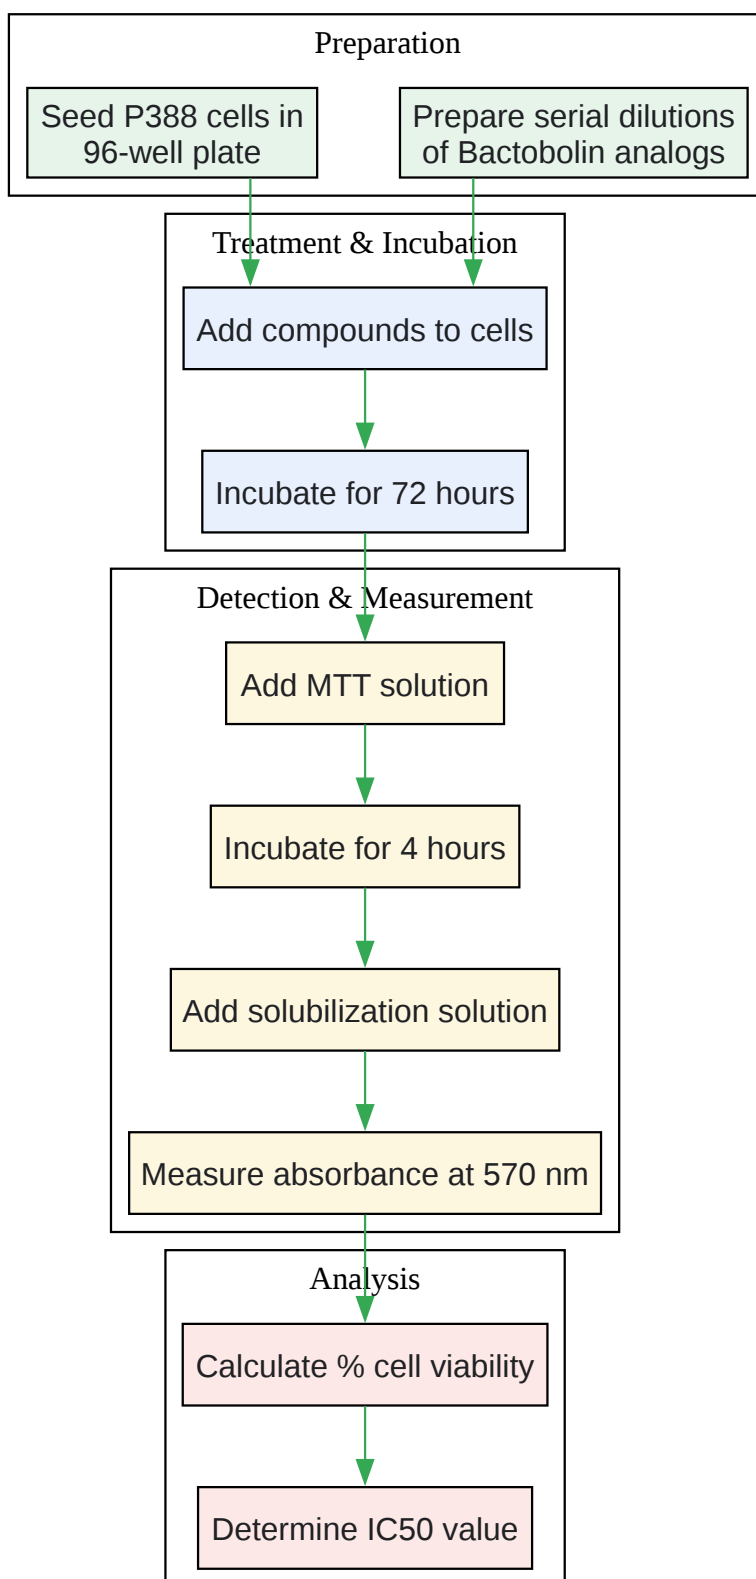 Preparation
Seed P388 cells in
96-well plate
Prepare serial dilutions
of Bactobolin analogs
Treatment & Incubation
Add compounds to cells
Incubate for 72 hours
Detection & Measurement
Add MTT solution
Incubate for 4 hours
Add solubilization solution
Measure absorbance at 570 nm
Analysis
Calculate % cell viability
Determine IC50 value